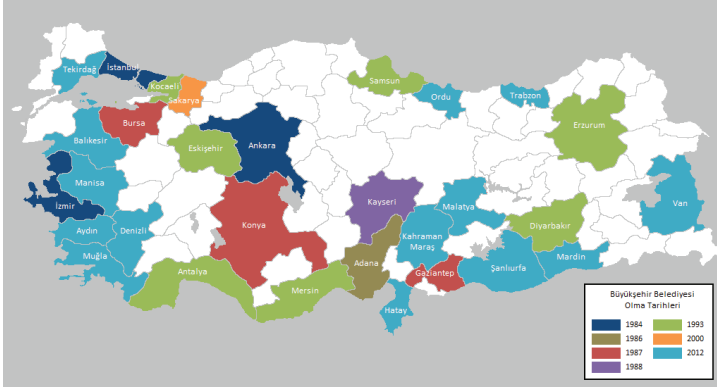 Tekirdağ
İstanbul
Kocaeli
Sakarya
Samsun
Ordu
Trabzon
Bursa
Erzurum
Balıkesir
Eskişehir
Ankara
Manisa
İzmir
Kayseri
Malatya
Van
Aydın
Denizli
Konya
Diyarbakır
Kahraman
Maraş
Muğla
Antalya
Adana
Gaziantep
Şanlıurfa
Mardin
Mersin
Hatay
Büyükşehir Belediyesi
Olma Tarihleri
1984
1986
1987
1988
1993
2000
2012